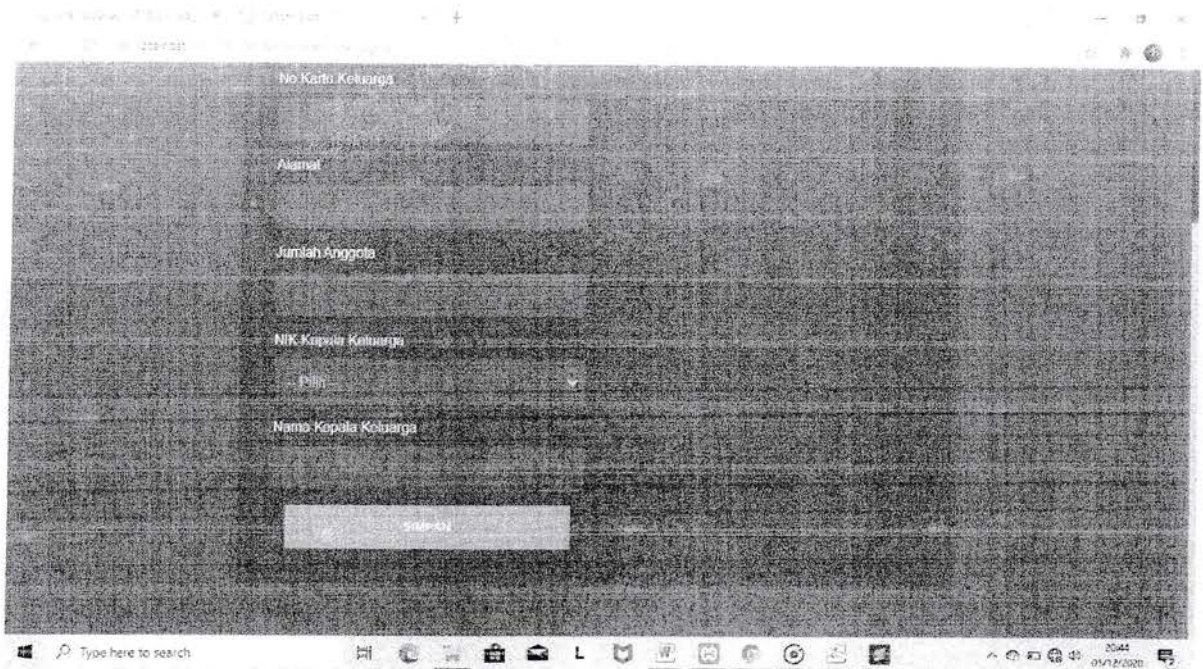 No Kartu Keluarga
Alamat
Jumlah Anggota
NIK Kepala Keluarga
-- Pilih
Nama Kepala Keluarga
SIMPAN
Type here to search
20:44
05/12/2020